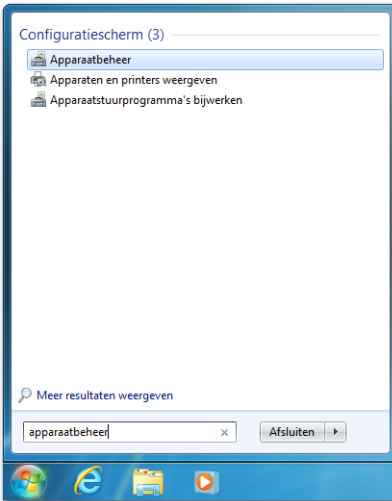 Configuratiescherm (3)
Apparaatbeheer
Apparaten en printers weergeven
Apparaatstuurprogramma's bijwerken
Meer resultaten weergeven
apparaatbeheer
Afsluiten